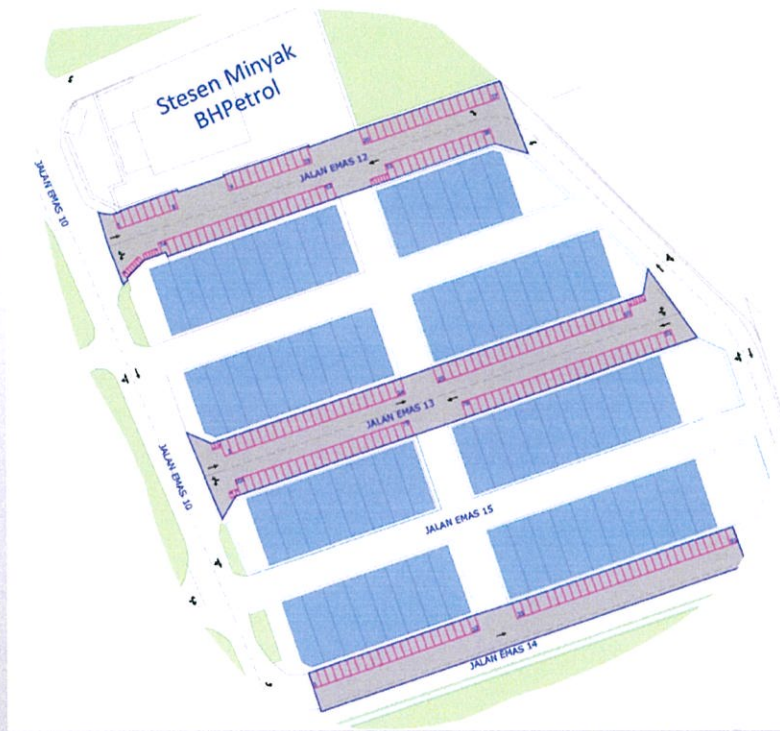 Stesen Minyak
BHPetrol
JALAN EMAS 12
JALAN EMAS 10
JALAN EMAS 13
JALAN EMAS 10
JALAN EMAS 15
JALAN EMAS 14